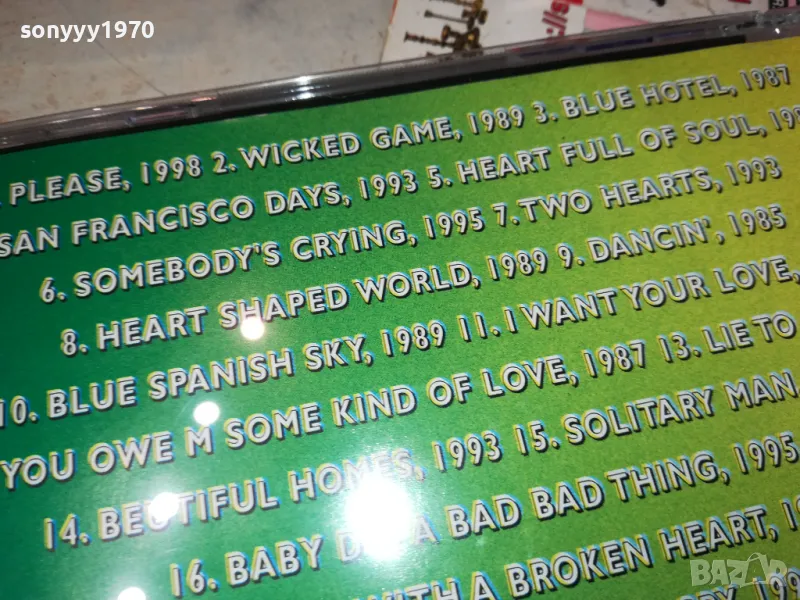 sonyyy1970
PLEASE, 1998 2. WICKED GAME, 1989 3. BLUE HOTEL, 1987
SAN FRANCISCO DAYS, 1993 5. HEART FULL OF SOUL,
6. SOMEBODY'S CRYING, 1995 7. TWO HEARTS, 1993
8. HEART SHAPED WORLD, 1989 9. DANCIN', 1985
10. BLUE SPANISH SKY, 1989 11. I WANT YOUR LOVE,
YOU OWE M SOME KIND OF LOVE, 1987 13. LIE TO
14. BEUTIFUL HOMES, 1993 15. SOLITARY MAN,
16. BABY A BAD BAD THING, 1995
WITH A BROKEN HEART,
BAZAR